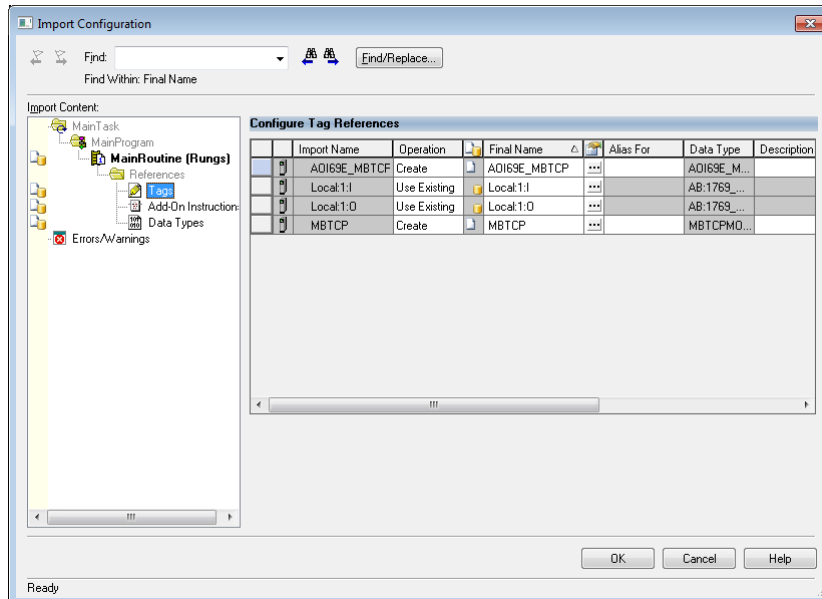 Import Configuration
Find:
Find/Replace...
Find Within: Final Name
Import Content:
MainTask
MainProgram
MainRoutine (Rungs)
References
Tags
Add-On Instruction:
Data Types
Errors/Warnings
Configure Tag References
Import Name Operation Final Name Alias For Data Type Description
AOI69E_MBTCP Create AOI69E_MBTCP AOI69E_M...
Local:1:I Use Existing Local:1:I AB:1769_...
Local:1:O Use Existing Local:1:O AB:1769_...
MBTCP Create MBTCP MBTCPMO...
OK Cancel Help
Ready